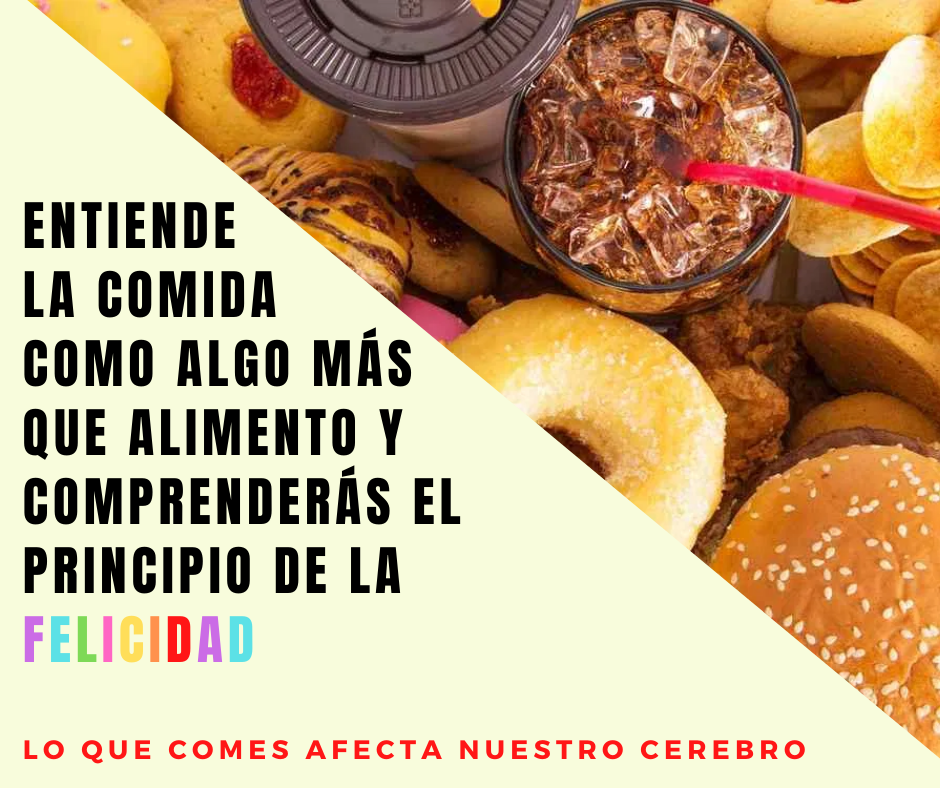 ENTIENDE
LA COMIDA
COMO ALGO MÁS
QUE ALIMENTO Y
COMPRENDERÁS EL
PRINCIPIO DE LA
FELICIDAD
LO QUE COMES AFECTA NUESTRO CEREBRO